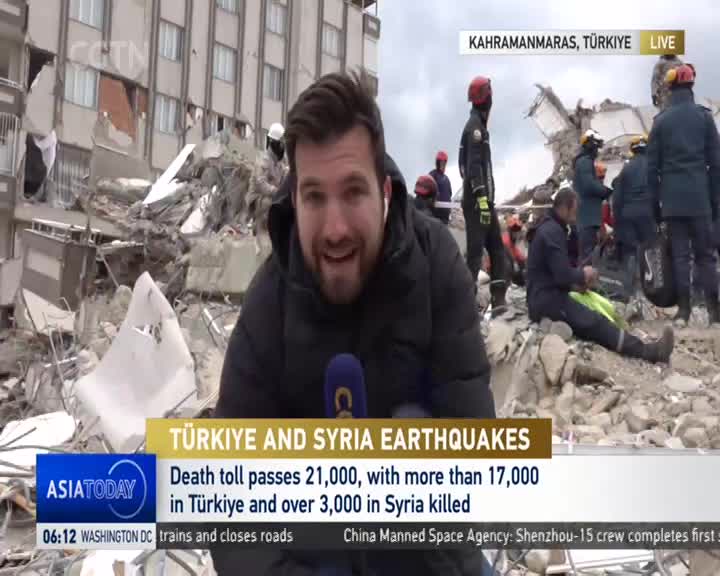 CGTN
KAHRAMANMARAS, TÜRKIYE LIVE
TÜRKIYE AND SYRIA EARTHQUAKES
Death toll passes 21,000, with more than 17,000
in Türkiye and over 3,000 in Syria killed
ASIATODAY
06:12 WASHINGTON DC trains and closes roads China Manned Space Agency: Shenzhou-15 crew completes first